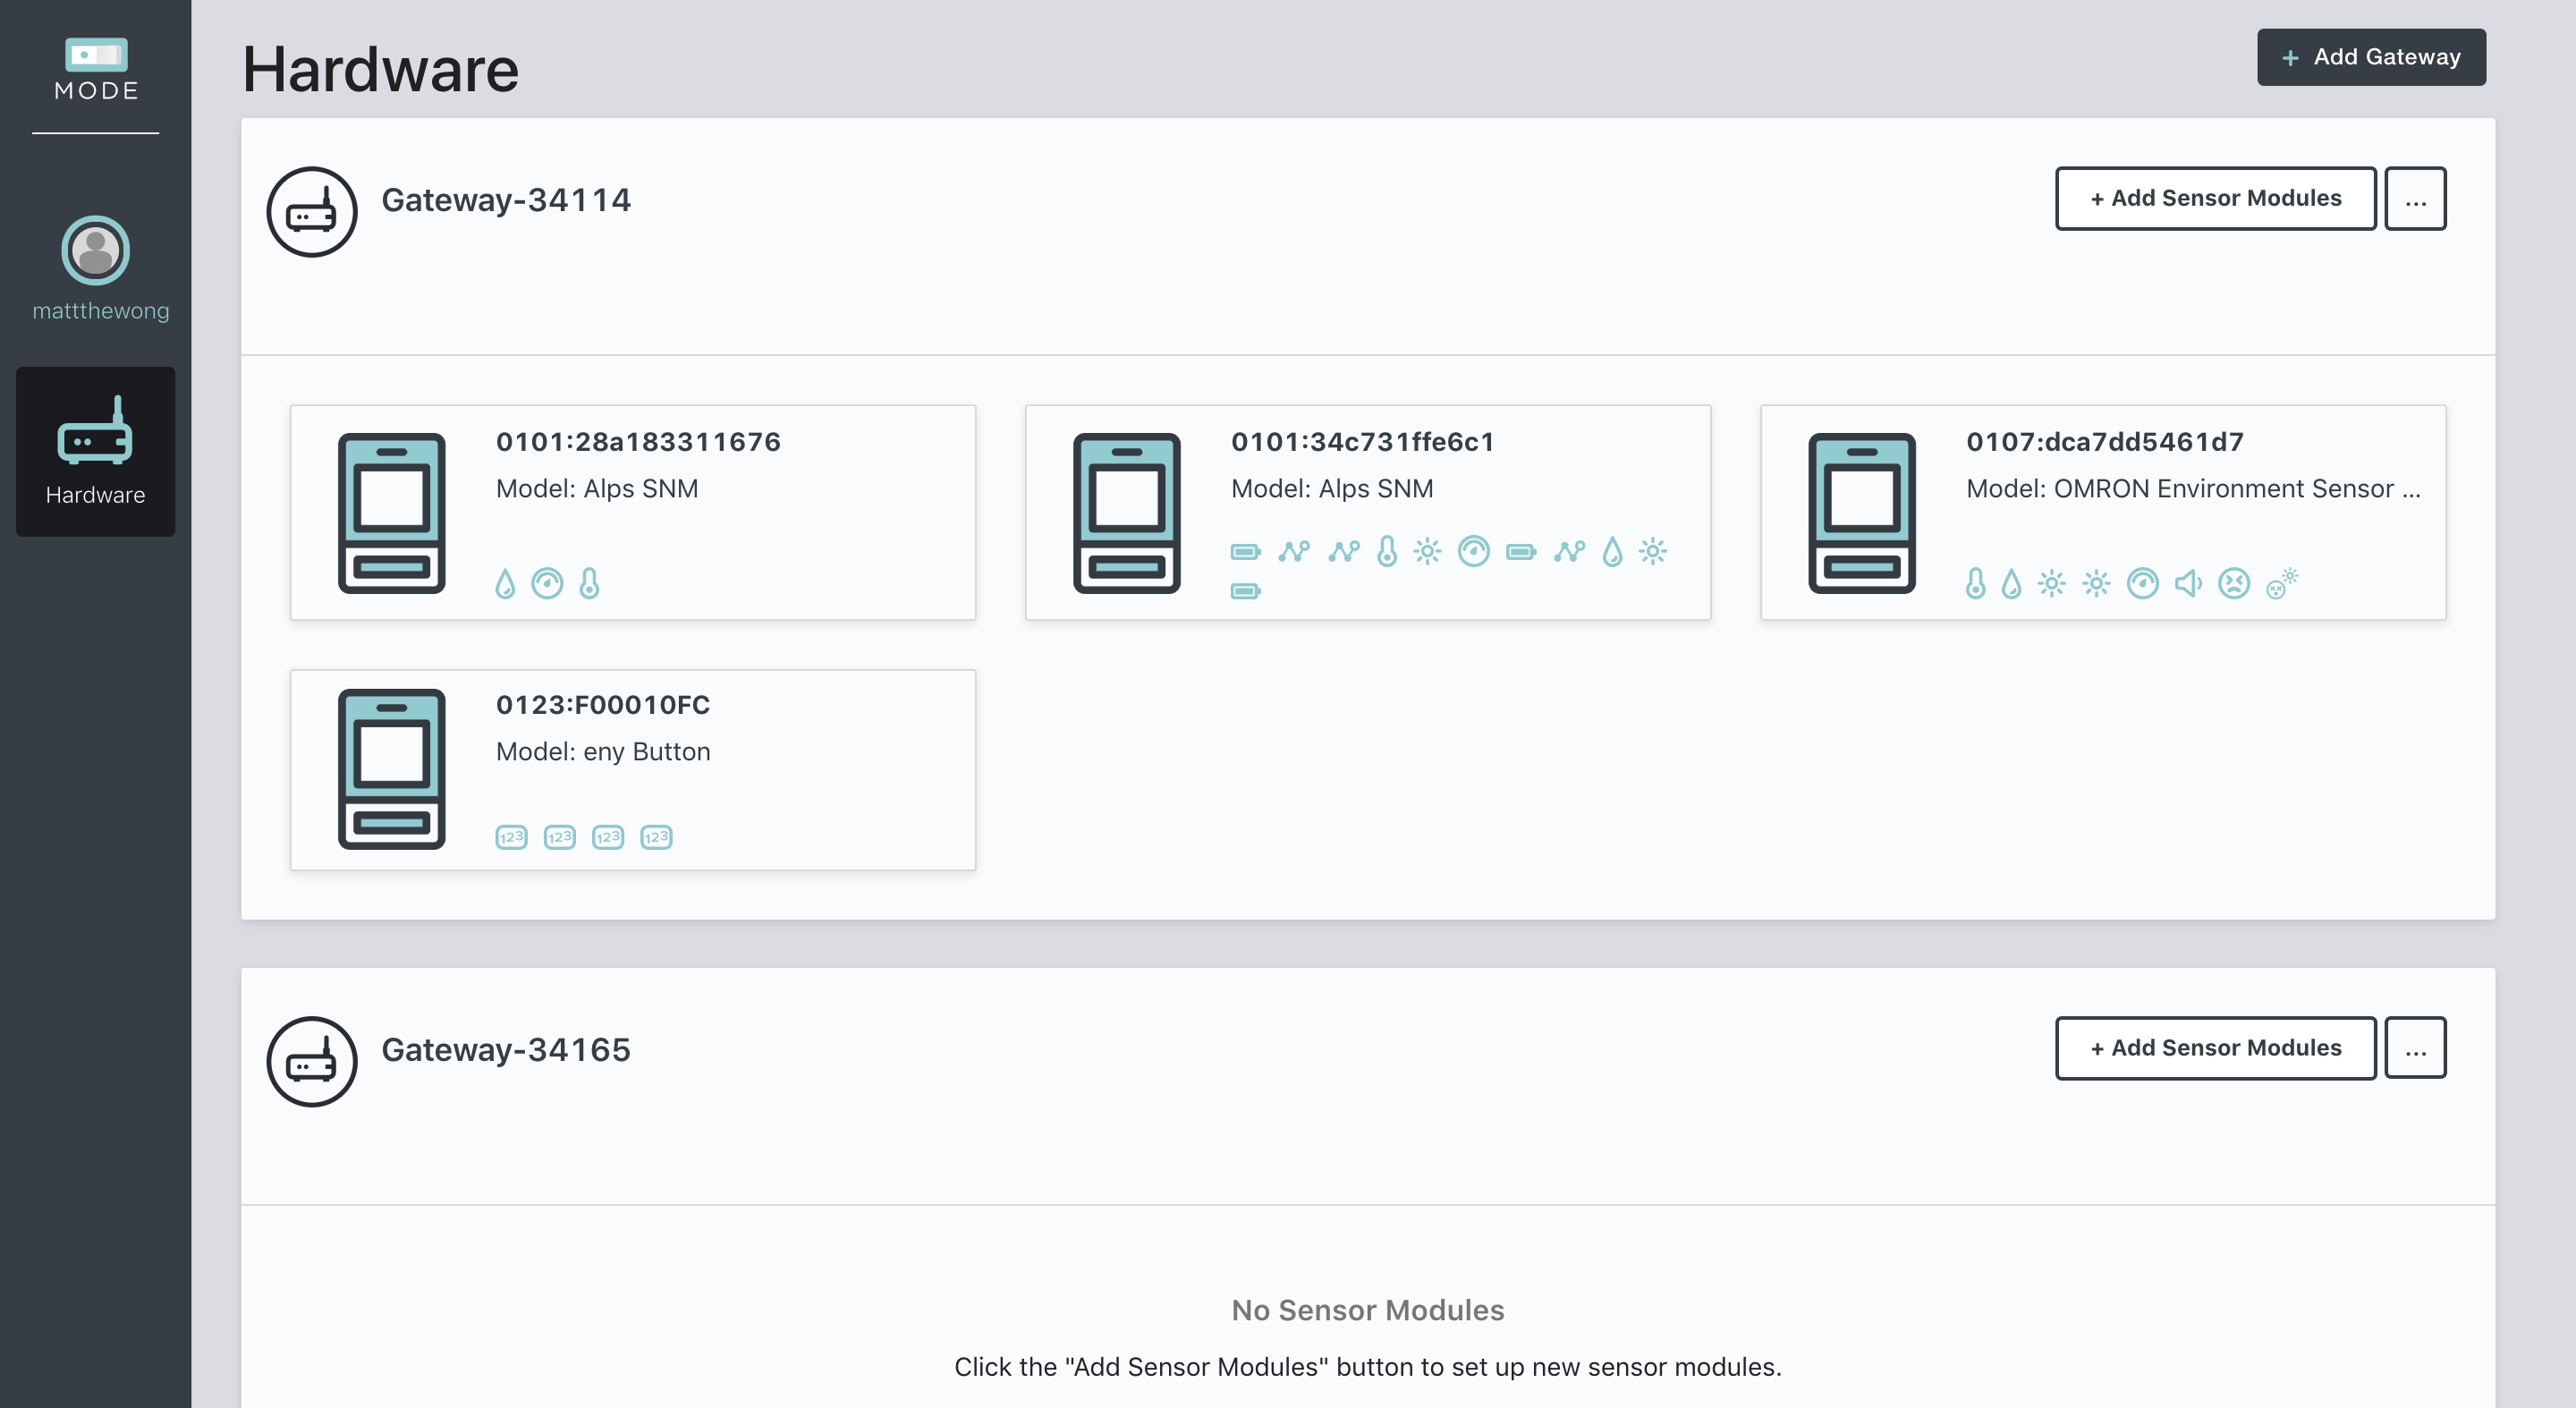 MODE
mattthewong
Hardware
Hardware
+ Add Gateway
Gateway-34114
+ Add Sensor Modules
...
0101:28a183311676
Model: Alps SNM
0101:34c731ffe6c1
Model: Alps SNM
0107:dca7dd5461d7
Model: OMRON Environment Sensor ...
0123:F00010FC
Model: eny Button
123 123 123 123
Gateway-34165
+ Add Sensor Modules
...
No Sensor Modules
Click the "Add Sensor Modules" button to set up new sensor modules.